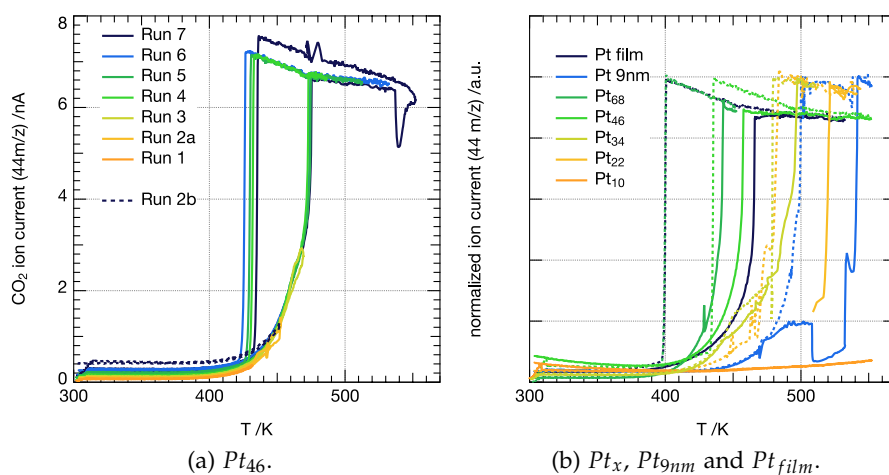 CO₂ ion current (44m/z) /nA
8
6
4
2
0
Run 7
Run 6
Run 5
Run 4
Run 3
Run 2a
Run 1
Run 2b
300
400
500
T /K
(a) Pt₄₆.
normalized ion current (44 m/z) /a.u.
Pt film
Pt 9nm
Pt₆₈
Pt₄₆
Pt₃₄
Pt₂₂
Pt₁₀
300
400
500
T /K
(b) Ptₓ, Pt₉ₙₘ and Pt_film.